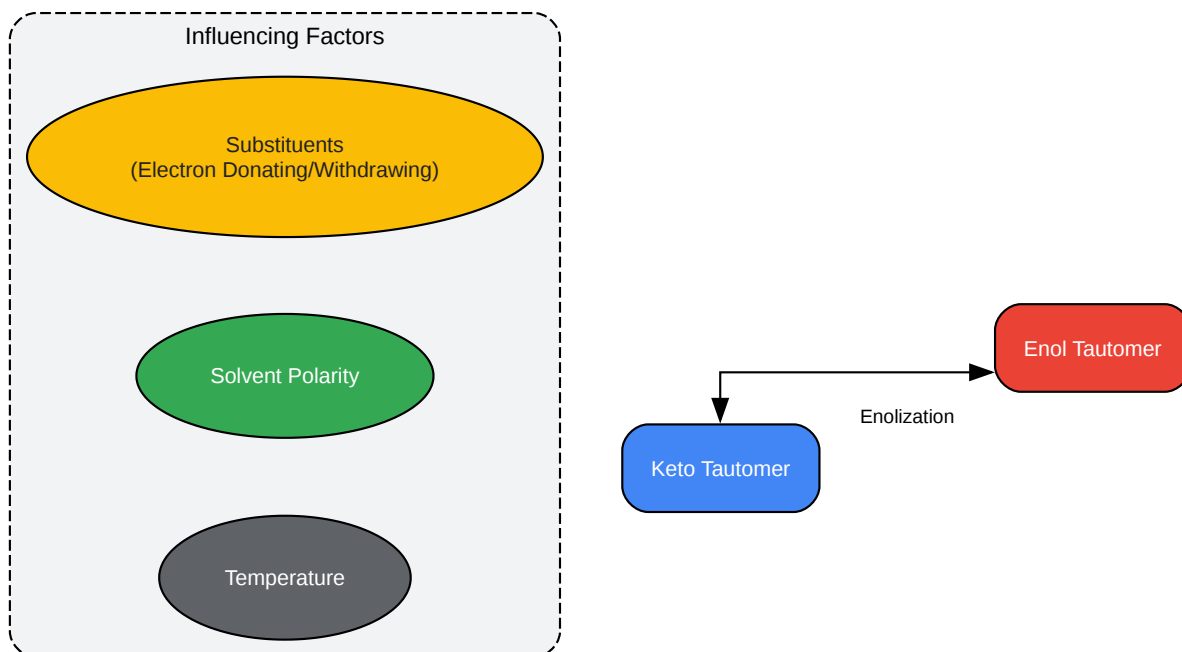 Influencing Factors
Substituents
(Electron Donating/Withdrawing)
Solvent Polarity
Temperature
Enol Tautomer
Enolization
Keto Tautomer